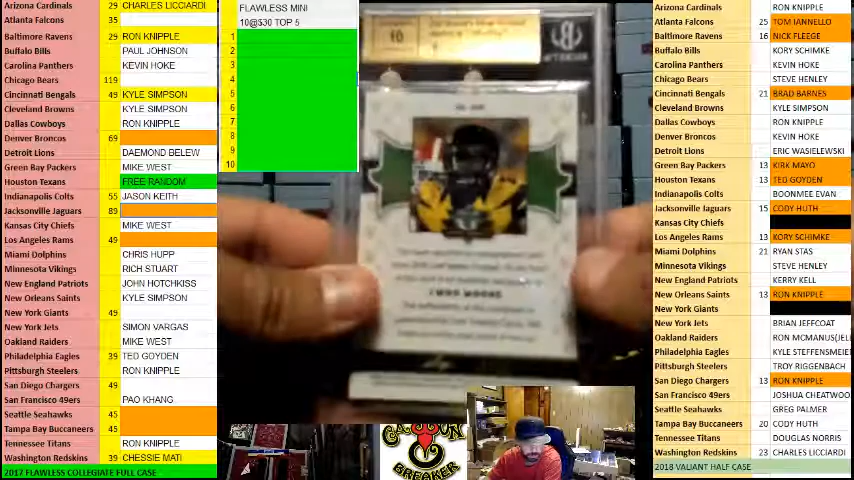 Arizona Cardinals 29 CHARLES LICCIARDI
Atlanta Falcons 35
Baltimore Ravens 29 RON KNIPPLE
Buffalo Bills PAUL JOHNSON
Carolina Panthers KEVIN HOKE
Chicago Bears 119
Cincinnati Bengals 49 KYLE SIMPSON
Cleveland Browns KYLE SIMPSON
Dallas Cowboys RON KNIPPLE
Denver Broncos 69
Detroit Lions DAEMOND BELEW
Green Bay Packers MIKE WEST
Houston Texans FREE RANDOM
Indianapolis Colts 55 JASON KEITH
Jacksonville Jaguars 89
Kansas City Chiefs MIKE WEST
Los Angeles Rams 49
Miami Dolphins CHRIS HUPP
Minnesota Vikings RICH STUART
New England Patriots JOHN HOTCHKISS
New Orleans Saints KYLE SIMPSON
New York Giants 49
New York Jets SIMON VARGAS
Oakland Raiders MIKE WEST
Philadelphia Eagles 39 TED GOYDEN
Pittsburgh Steelers RON KNIPPLE
San Diego Chargers 49
San Francisco 49ers PAO KHANG
Seattle Seahawks 45
Tampa Bay Buccaneers 45
Tennessee Titans RON KNIPPLE
Washington Redskins 39 CHESSIE MATI
2017 FLAWLESS COLLEGIATE FULL CASE
FLAWLESS MINI
10@$30 TOP 5
1
2
3
4
5
6
7
8
9
10
10
BREAKER
Arizona Cardinals RON KNIPPLE
Atlanta Falcons 25 TOM IANNELLO
Baltimore Ravens 16 NICK FLEEGE
Buffalo Bills KORY SCHIMKE
Carolina Panthers KEVIN HOKE
Chicago Bears STEVE HENLEY
Cincinnati Bengals 21 BRAD BARNES
Cleveland Browns KYLE SIMPSON
Dallas Cowboys RON KNIPPLE
Denver Broncos KEVIN HOKE
Detroit Lions ERIC WASIELEWSKI
Green Bay Packers 13 KIRK MAYO
Houston Texans 13 TED GOYDEN
Indianapolis Colts BOONMEE EVAN
Jacksonville Jaguars 15 CODY HUTH
Kansas City Chiefs
Los Angeles Rams 13 KORY SCHIMKE
Miami Dolphins 21 RYAN STAS
Minnesota Vikings STEVE HENLEY
New England Patriots KERRY KELL
New Orleans Saints 13 RON KNIPPLE
New York Giants
New York Jets BRIAN JEFFCOAT
Oakland Raiders RON MCMANUS(JELL
Philadelphia Eagles KYLE STEFFENSMEIE
Pittsburgh Steelers TROY RIGGENBACH
San Diego Chargers 13 RON KNIPPLE
San Francisco 49ers JOSHUA CHEATWOO
Seattle Seahawks GREG PALMER
Tampa Bay Buccaneers 20 CODY HUTH
Tennessee Titans DOUGLAS NORRIS
Washington Redskins 23 CHARLES LICCIARDI
2018 VALIANT HALF CASE